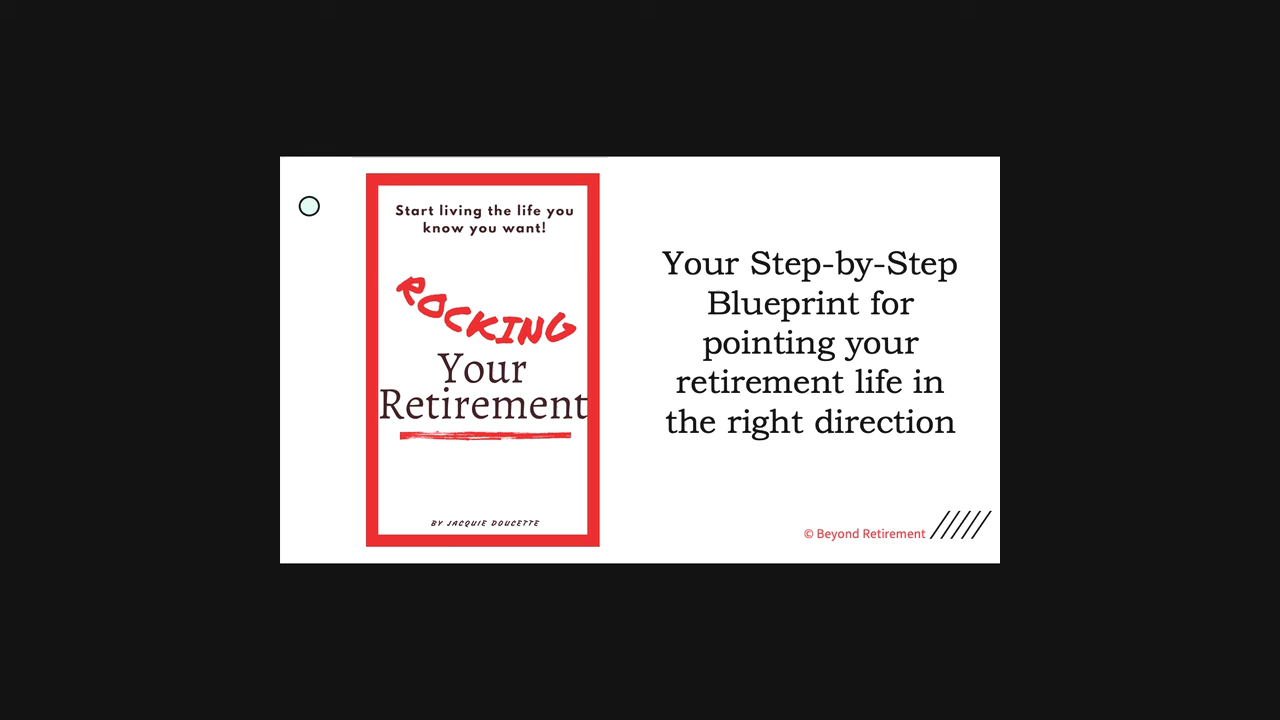 Start living the life you
know you want!
ROCKING
Your
Retirement
BY JACQUIE DOUCETTE
Your Step-by-Step
Blueprint for
pointing your
retirement life in
the right direction
© Beyond Retirement